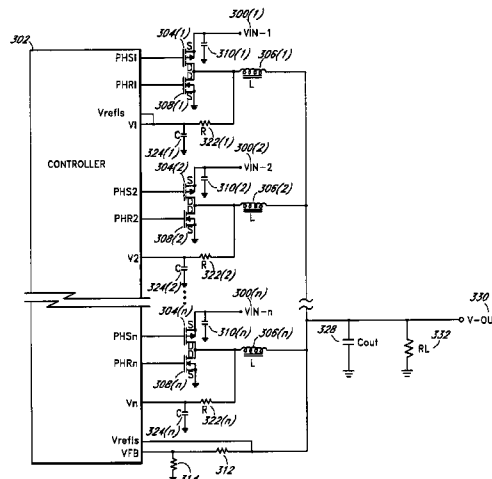 302
300(1)
304(1)
VIN-1
S
310(1)
306(1)
PHS1
D
D
PHR1
L
S
308(1)
Vrefls
V1
R
C
322(1)
324(1)
CONTROLLER
300(2)
304(2)
VIN-2
S
310(2)
306(2)
PHS2
D
D
PHR2
L
S
308(2)
V2
R
C
322(2)
324(2)
300(n)
304(n)
VIN-n
S
310(n)
306(n)
330
V-OUT
PHSn
D
D
328
Cout
332
RL
PHRn
L
S
308(n)
Vn
R
C
322(n)
324(n)
Vrefls
VFB
312
314